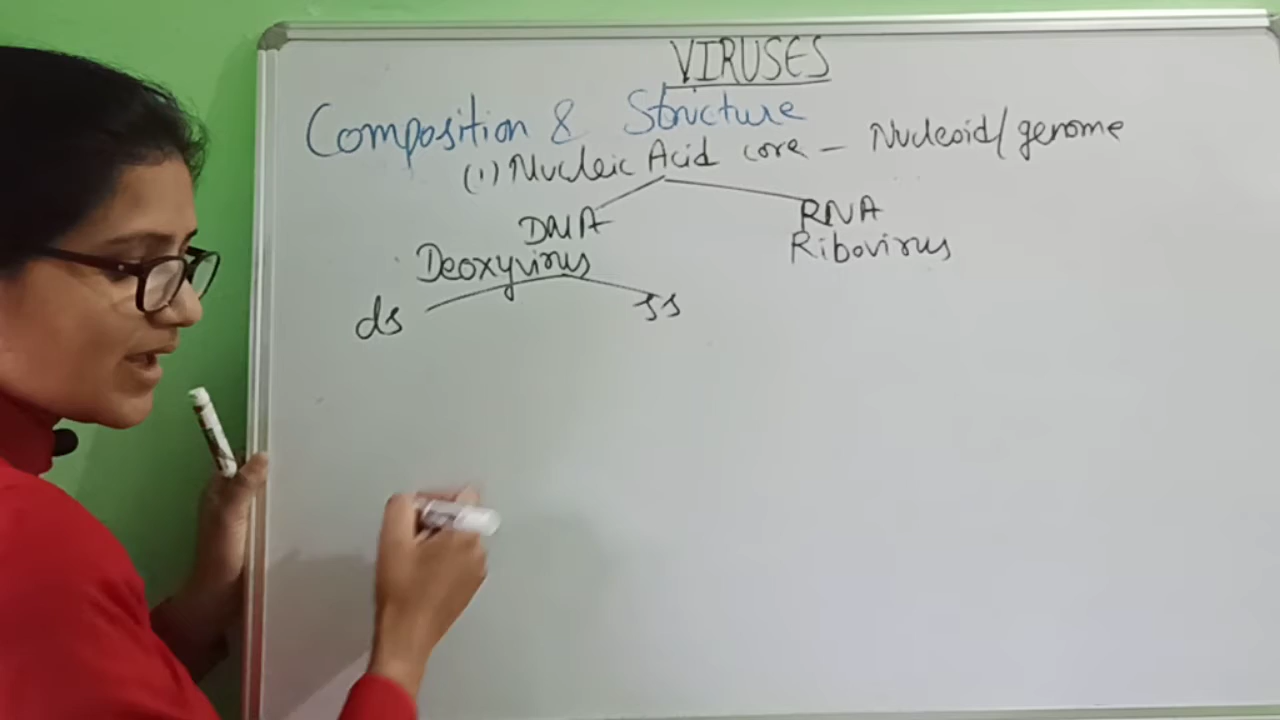 VIRUSES
Composition & Structure
(1) Nucleic Acid core - Nucleoid/genome
DNA RNA
Deoxyvirus Ribovirus
ds ss